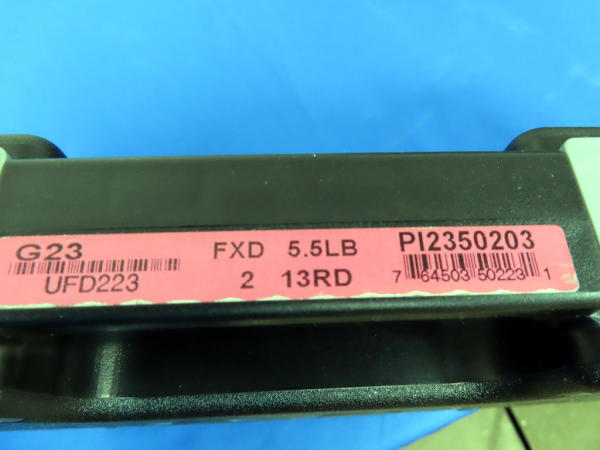 G23 FXD 5.5LB PI2350203
UFD223 2 13RD 7 64503 50223 1